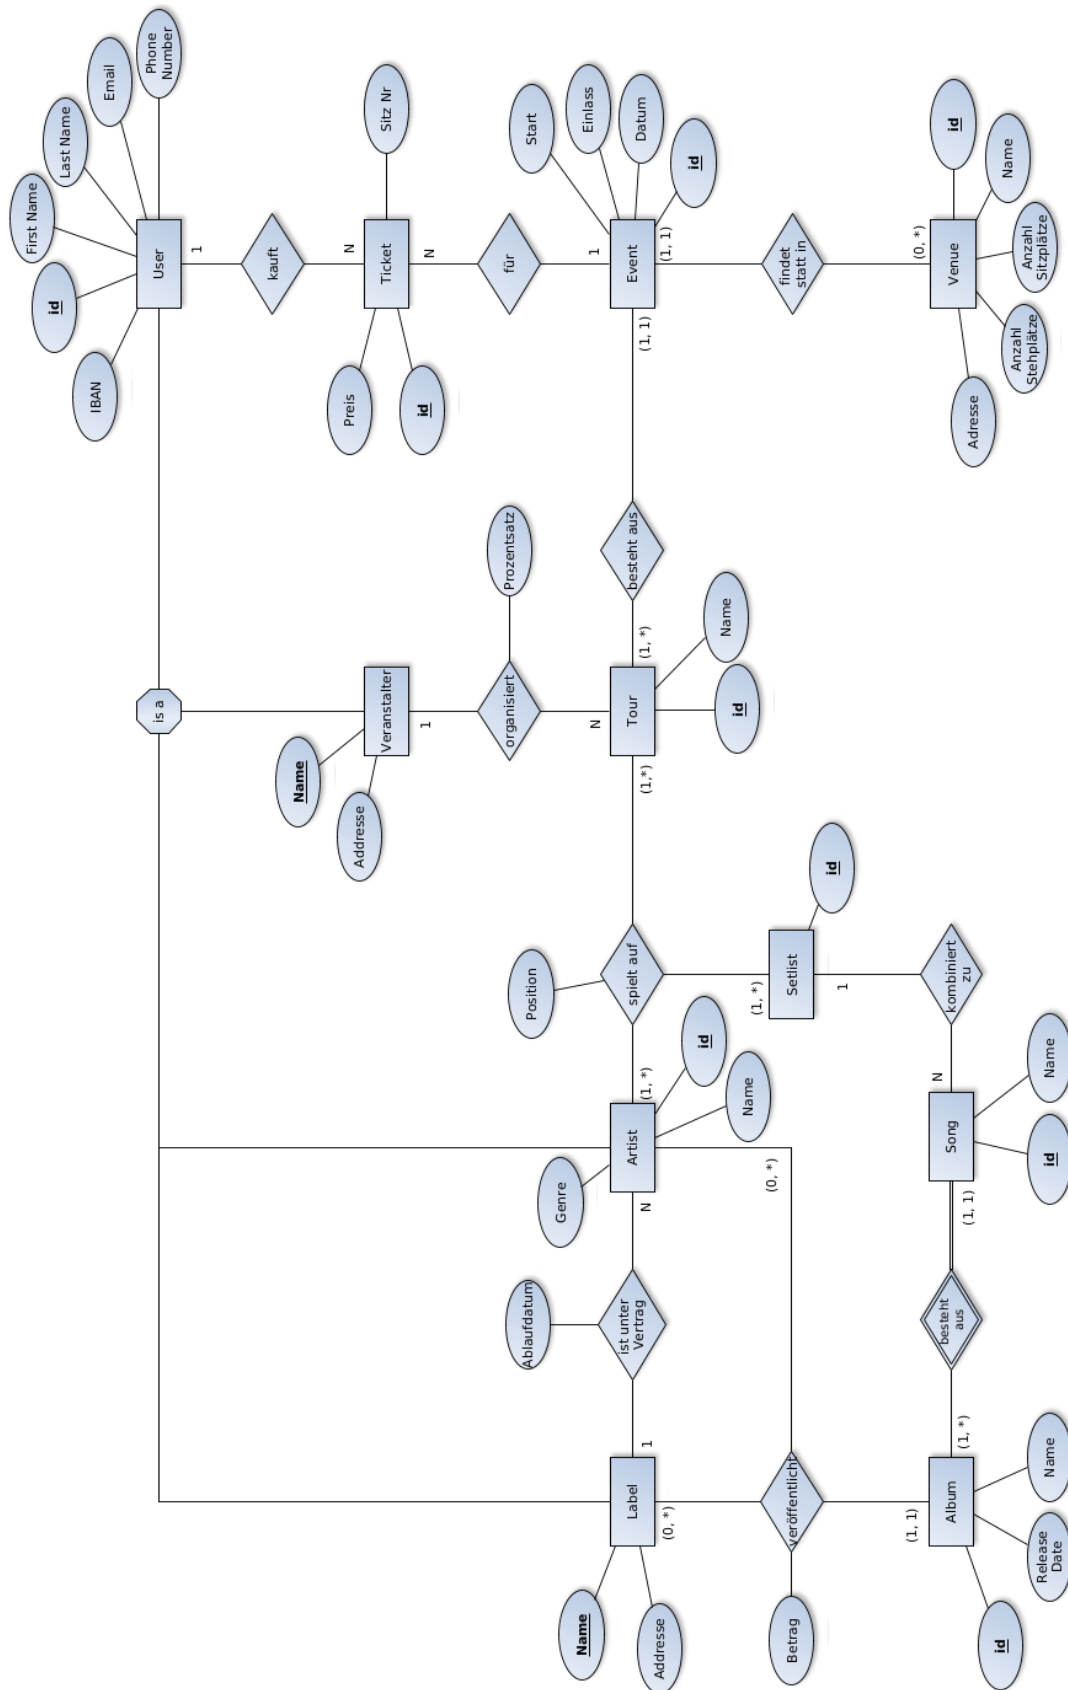 Name
Addresse
Label
(0, *)
1
Ablaufdatum
ist unter
Vertrag
N
Genre
Artist
(1, *)
id
Name
(0, *)
Betrag
veröffentlicht
(1, 1)
Album
id
Release
Date
Name
(1, *)
besteht
aus
(1, 1)
Song
id
Name
N
kombiniert
zu
1
Setlist
id
(1, *)
Position
spielt auf
(1,*)
Tour
id
Name
N
organisiert
Prozentsatz
1
Veranstalter
Name
Addresse
is a
(1, *)
besteht aus
(1, 1)
Event
Start
Einlass
Datum
id
(1, 1)
1
für
N
Ticket
Preis
id
Sitz Nr
N
kauft
1
User
IBAN
id
First Name
Last Name
Email
Phone
Number
findet
statt in
(0, *)
Venue
Adresse
Anzahl
Stehplätze
Anzahl
Sitzplätze
Name
id